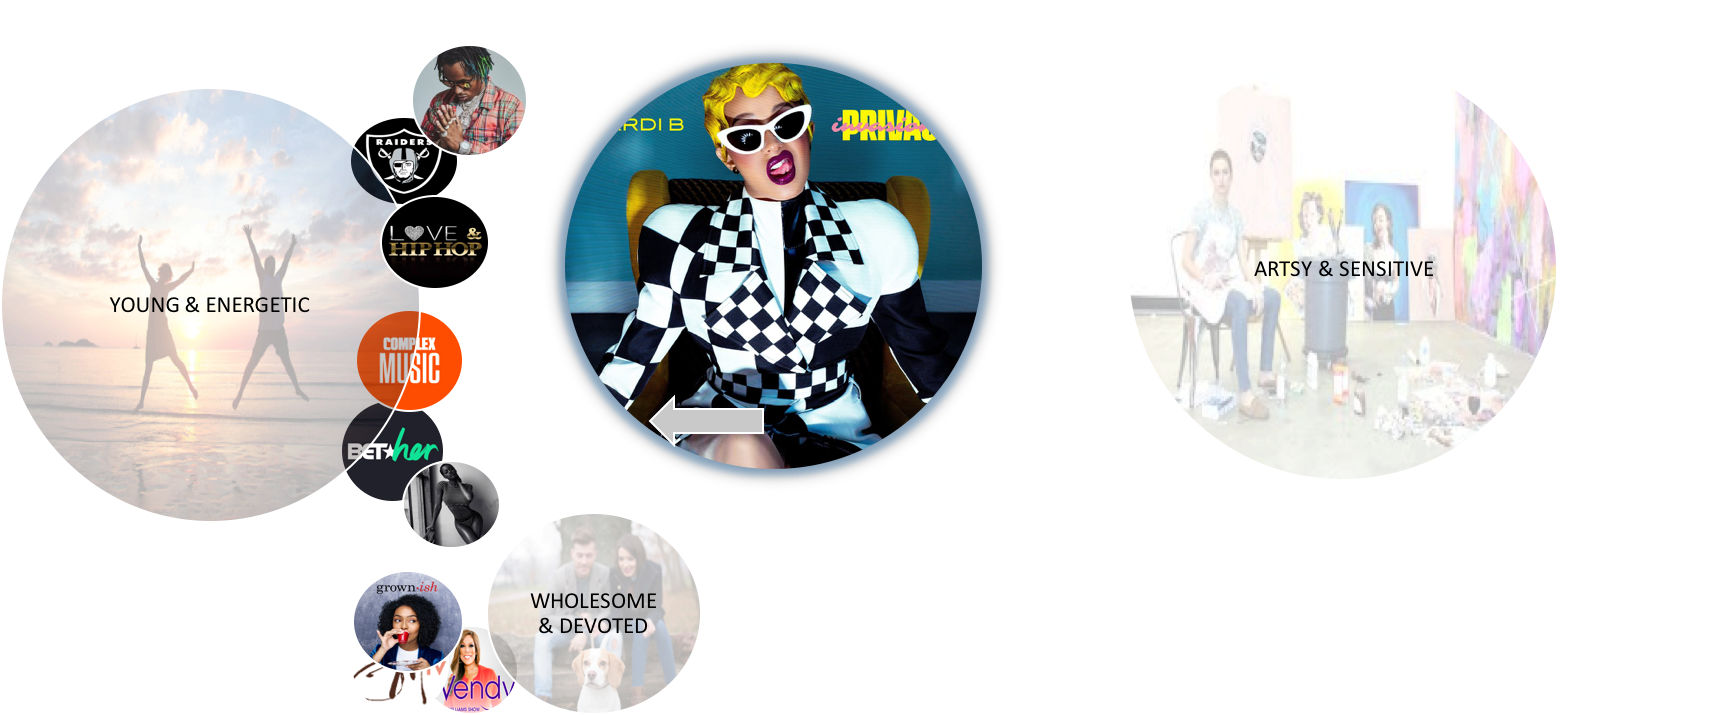 RAIDERS
LOVE &
HIP HOP
YOUNG & ENERGETIC
COMPLEX
MUSIC
BET★her
grown-ish
Wendy
WHOLESOME
& DEVOTED
ARDI B
invasion
PRIVAC
ARTSY & SENSITIVE